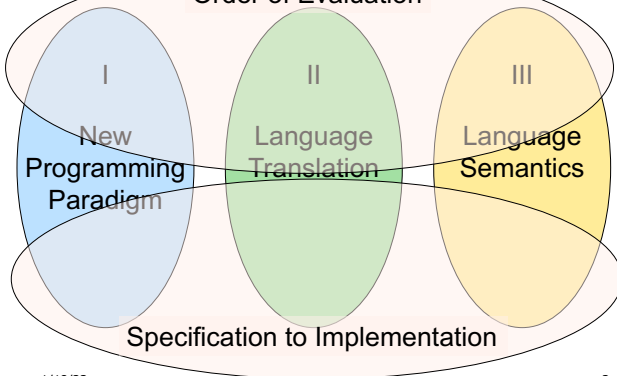 Order of Evaluation
I
II
III
New
Programming
Paradigm
Language
Translation
Language
Semantics
Specification to Implementation